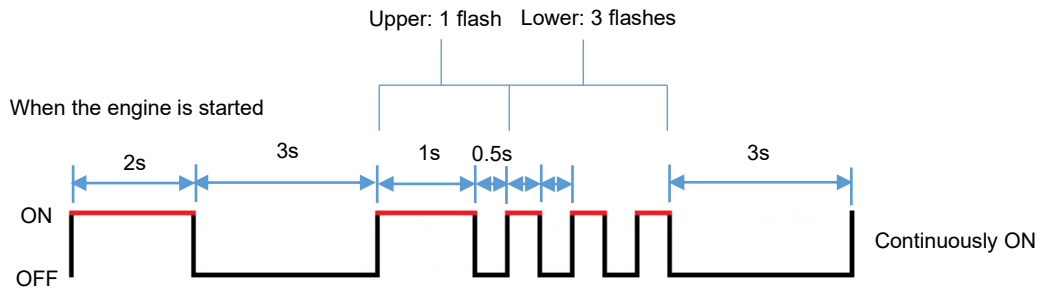 Upper: 1 flash Lower: 3 flashes
When the engine is started
2s 3s 1s 0.5s 3s
ON
Continuously ON
OFF